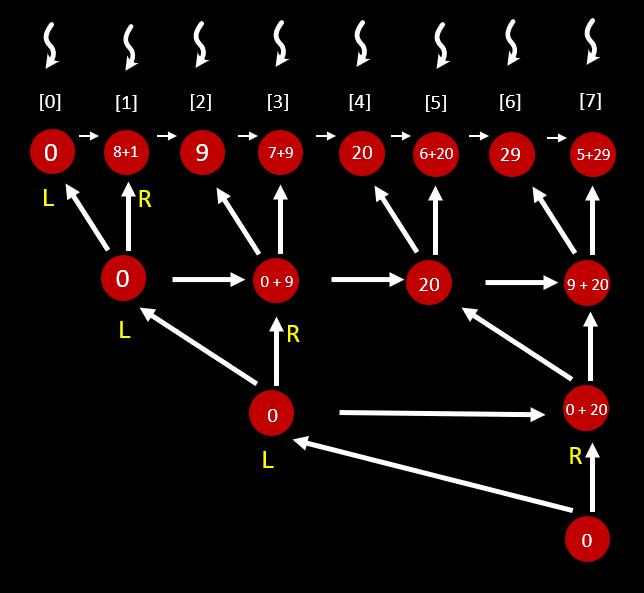 [0] [1] [2] [3] [4] [5] [6] [7]
0 8+1 9 7+9 20 6+20 29 5+29
L R
0 0 + 9 20 9 + 20
L R
0 0 + 20
L R
0